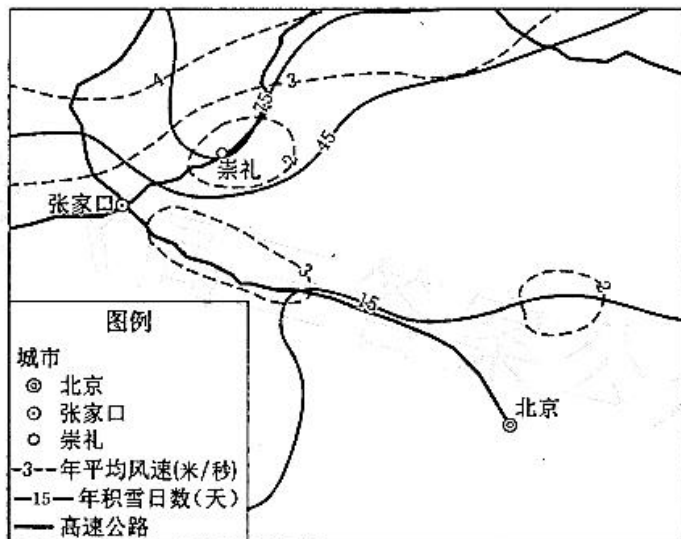 4
3
75
崇礼
2
45
张家口
3
15
2
北京
图例
城市
北京
张家口
崇礼
-3--年平均风速(米/秒)
—15—年积雪日数(天)
高速公路